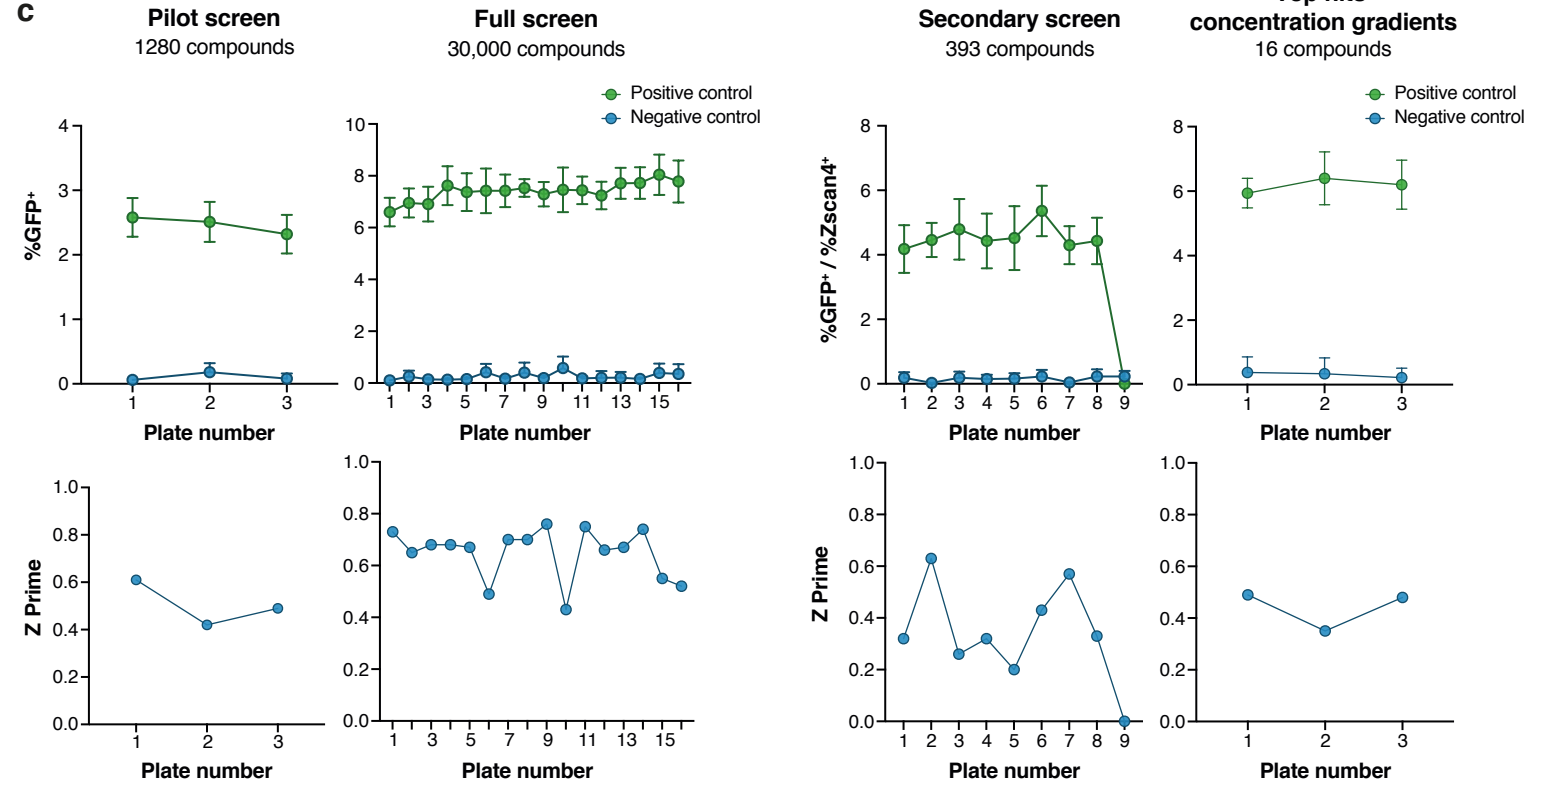 c
Pilot screen
1280 compounds
Full screen
30,000 compounds
Secondary screen
393 compounds
concentration gradients
16 compounds
Positive control
Negative control
Positive control
Negative control
%GFP⁺
4
3
2
1
0
1 2 3
Plate number
10
8
6
4
2
0
1 3 5 7 9 11 13 15
Plate number
%GFP⁺ / %Zscan4⁺
8
6
4
2
0
1 2 3 4 5 6 7 8 9
Plate number
8
6
4
2
0
1 2 3
Plate number
Z Prime
1.0
0.8
0.6
0.4
0.2
0.0
1 2 3
Plate number
1.0
0.8
0.6
0.4
0.2
0.0
1 3 5 7 9 11 13 15
Plate number
Z Prime
1.0
0.8
0.6
0.4
0.2
0.0
1 2 3 4 5 6 7 8 9
Plate number
1.0
0.8
0.6
0.4
0.2
0.0
1 2 3
Plate number